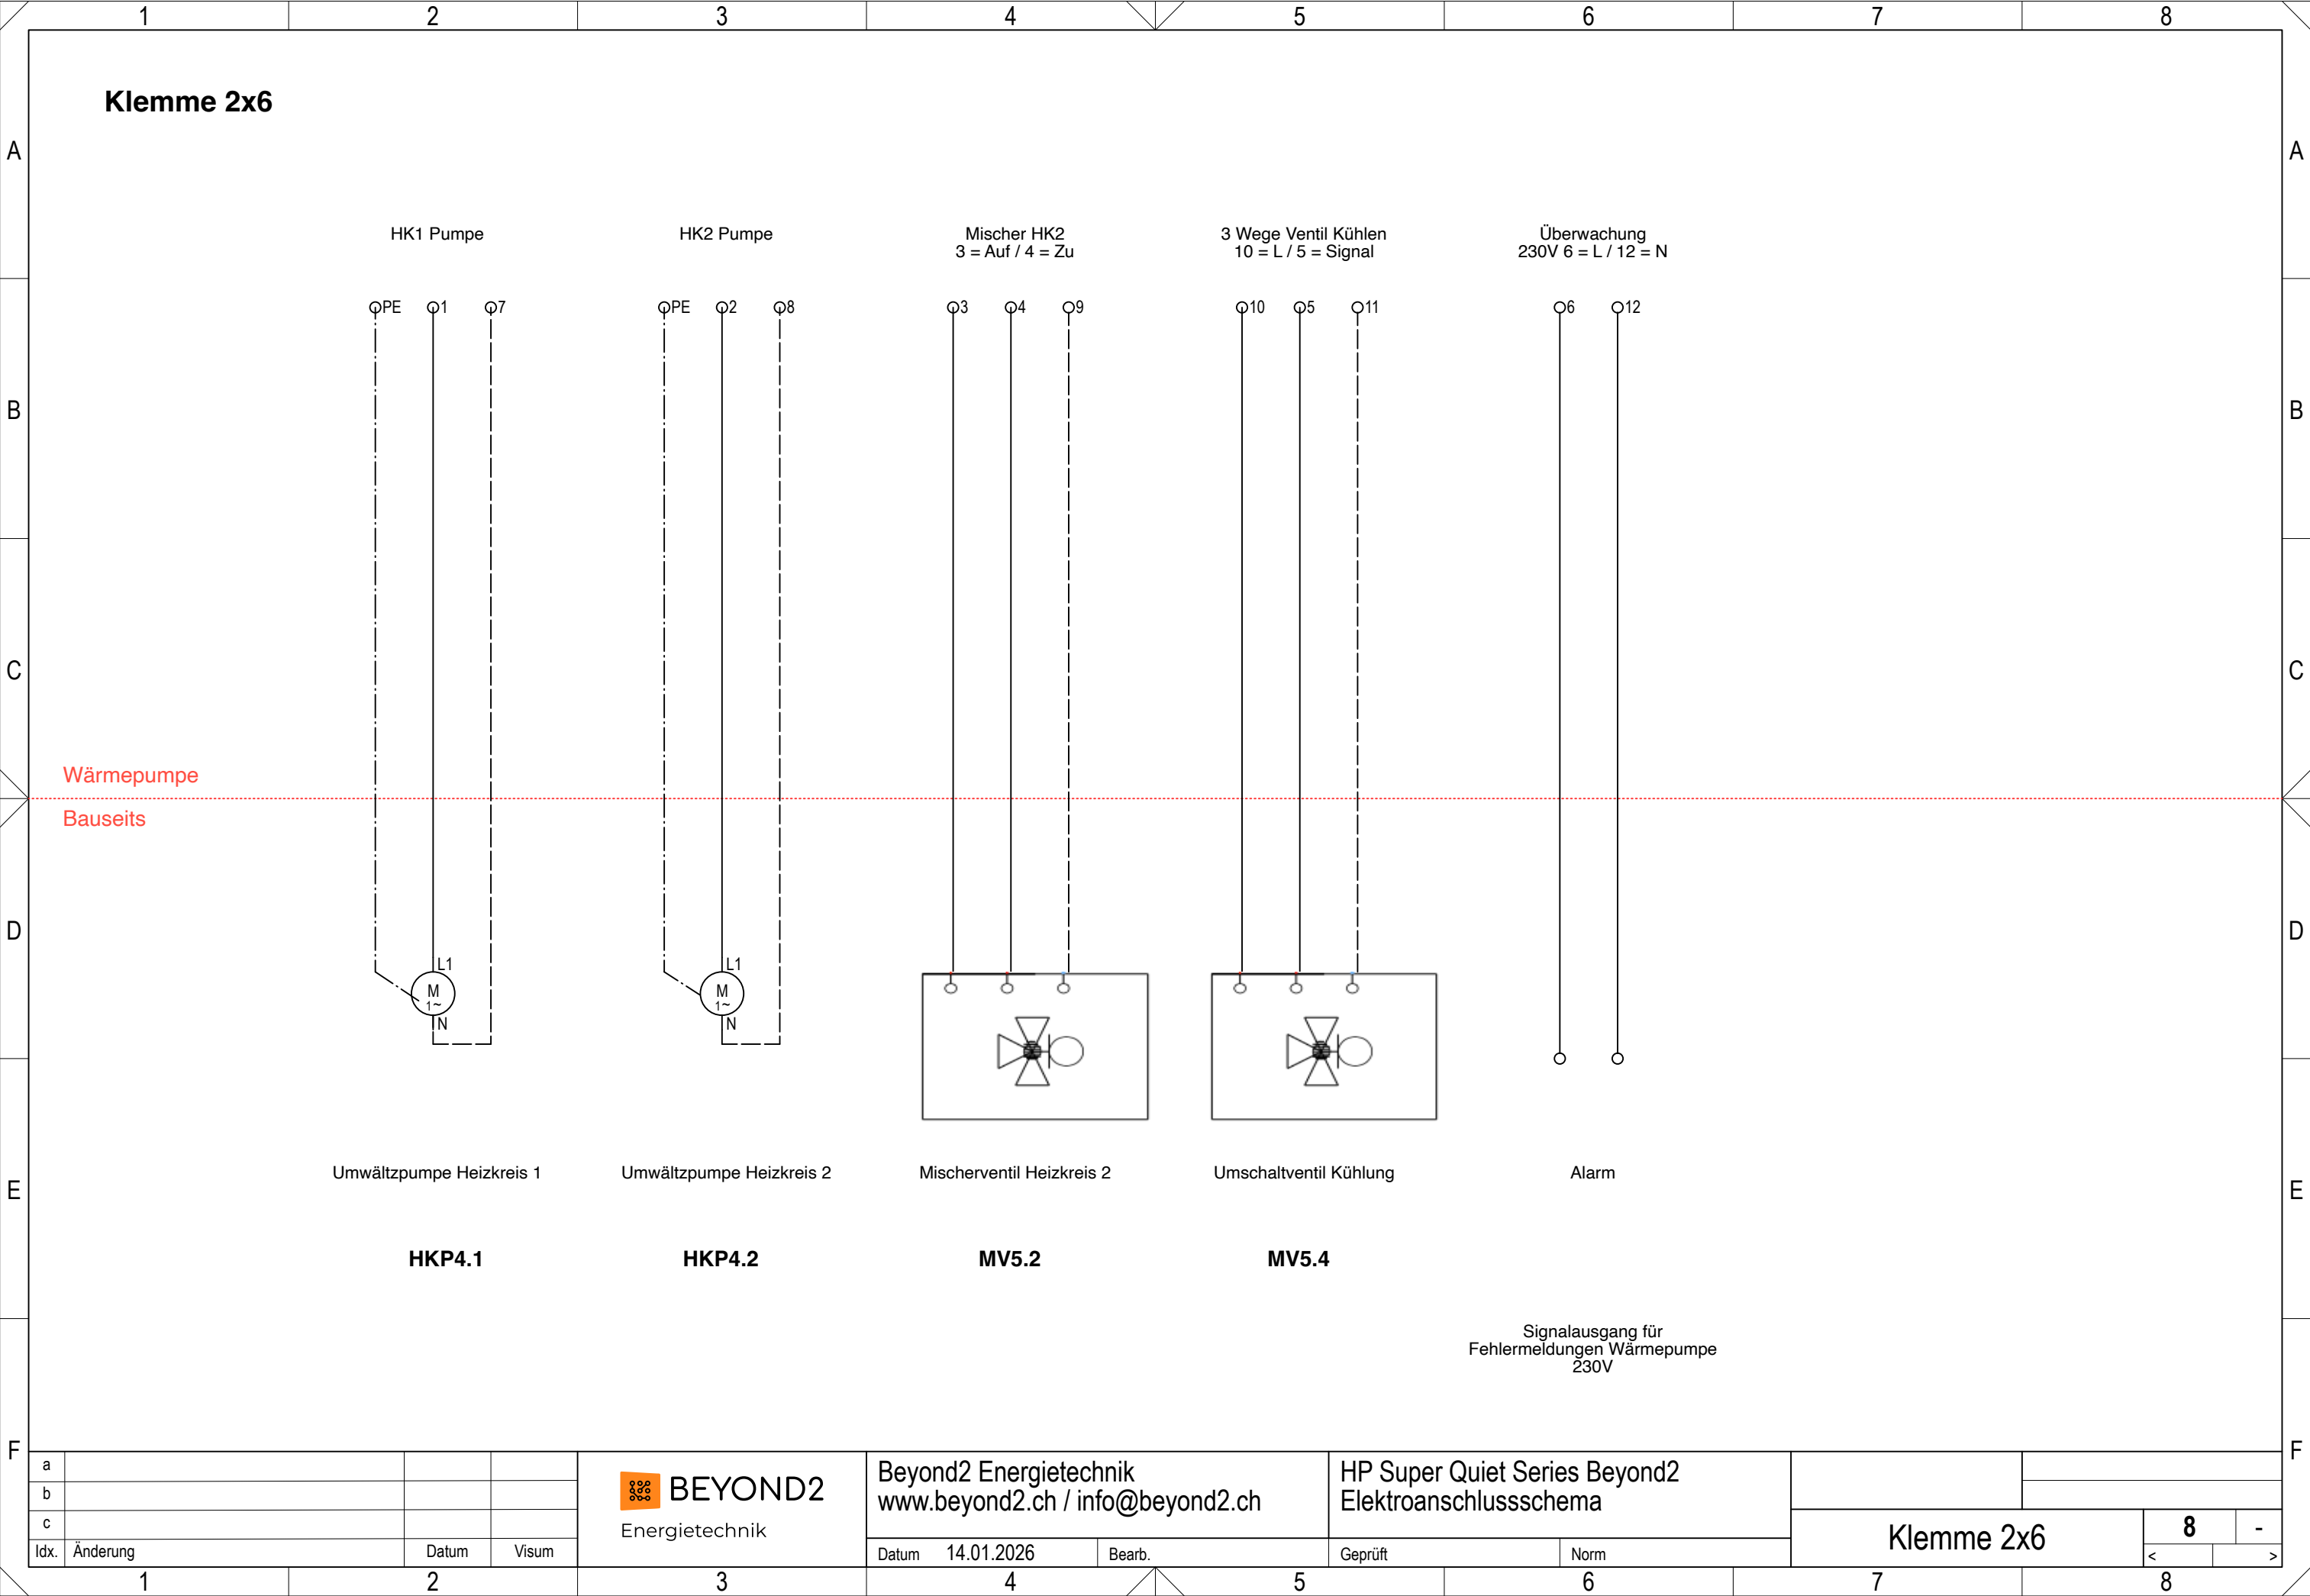 1 2 3 4 5 6 7 8
Klemme 2x6
A A
HK1 Pumpe
HK2 Pumpe
Mischer HK2
3 = Auf / 4 = Zu
3 Wege Ventil Kühlen
10 = L / 5 = Signal
Überwachung
230V 6 = L / 12 = N
PE 1 7 PE 2 8 3 4 9 10 5 11 6 12
B B
C C
Wärmepumpe
Bauseits
D D
L1 L1
M M
1~ 1~
N N
Umwältzpumpe Heizkreis 1
Umwältzpumpe Heizkreis 2
Mischerventil Heizkreis 2
Umschaltventil Kühlung
Alarm
E E
HKP4.1 HKP4.2 MV5.2 MV5.4
Signalausgang für
Fehlermeldungen Wärmepumpe
230V
F F
a
b
c
Idx. Änderung Datum Visum
BEYOND2
Energietechnik
Beyond2 Energietechnik
www.beyond2.ch / info@beyond2.ch
Datum 14.01.2026 Bearb.
HP Super Quiet Series Beyond2
Elektroanschlussschema
Geprüft Norm
Klemme 2x6
8 -
< >
1 2 3 4 5 6 7 8